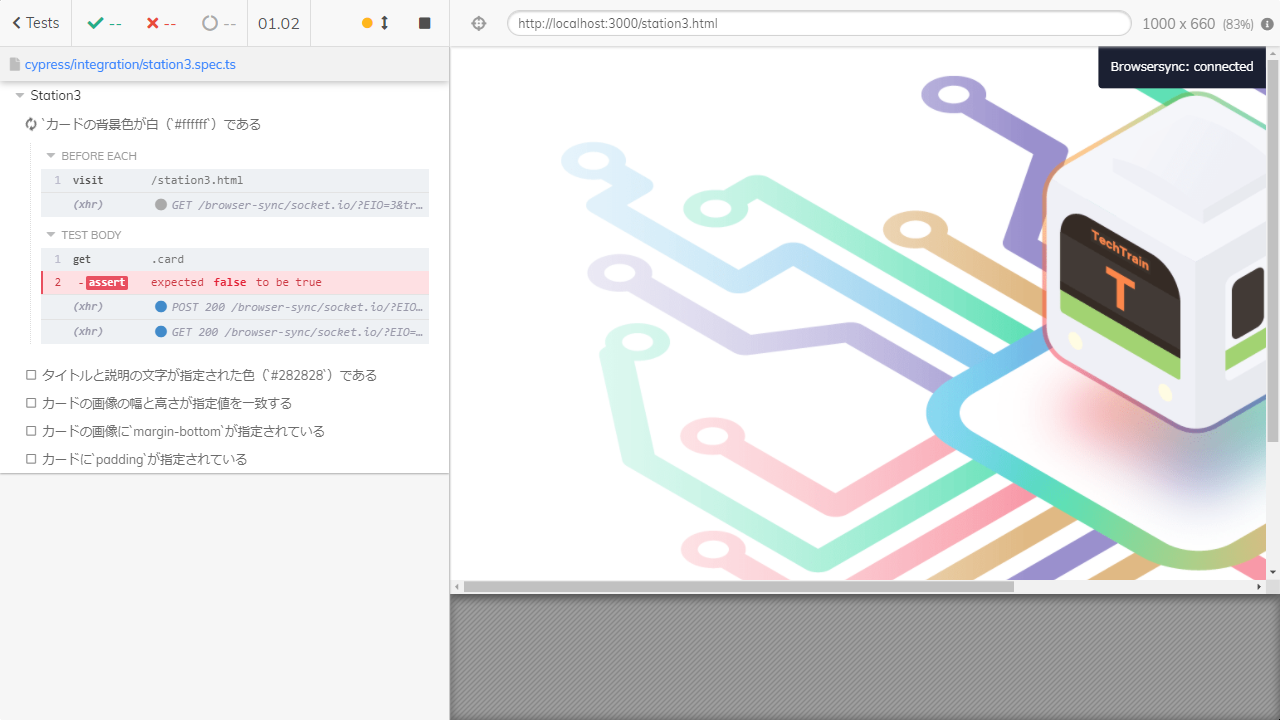 Tests
--
--
--
01.02
http://localhost:3000/station3.html
1000 x 660 (83%)
cypress/integration/station3.spec.ts
Browsersync: connected
Station3
`カードの背景色が白（`#ffffff`）である
BEFORE EACH
1 visit /station3.html
(xhr) GET /browser-sync/socket.io/?EIO=3&tr…
TEST BODY
1 get .card
2 -assert expected false to be true
(xhr) POST 200 /browser-sync/socket.io/?EIO…
(xhr) GET 200 /browser-sync/socket.io/?EIO=…
タイトルと説明の文字が指定された色（`#282828`）である
カードの画像の幅と高さが指定値を一致する
カードの画像に`margin-bottom`が指定されている
カードに`padding`が指定されている
TechTrain
T